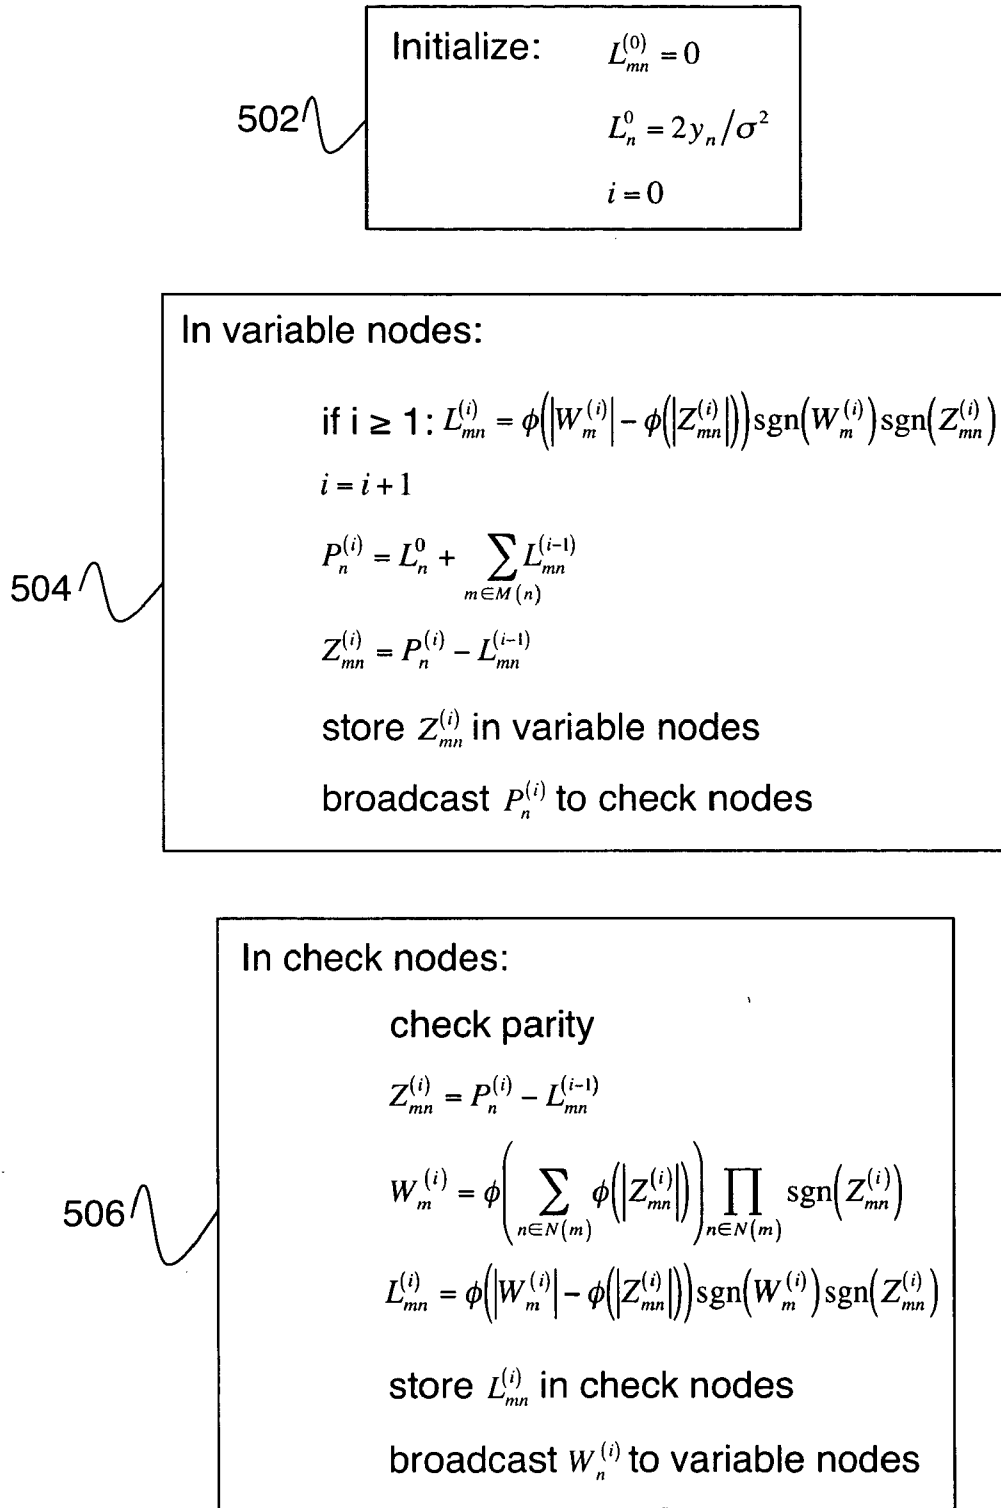 Initialize: L_{mn}^{(0)} = 0
502
L_n^0 = 2y_n/σ^2
i = 0
In variable nodes:
if i ≥ 1: L_{mn}^{(i)} = ϕ(|W_m^{(i)}| − ϕ(|Z_{mn}^{(i)}|))sgn(W_m^{(i)})sgn(Z_{mn}^{(i)})
i = i + 1
P_n^{(i)} = L_n^0 + ∑_{m∈M(n)} L_{mn}^{(i−1)}
504
Z_{mn}^{(i)} = P_n^{(i)} − L_{mn}^{(i−1)}
store Z_{mn}^{(i)} in variable nodes
broadcast P_n^{(i)} to check nodes
In check nodes:
check parity
Z_{mn}^{(i)} = P_n^{(i)} − L_{mn}^{(i−1)}
W_m^{(i)} = ϕ(∑_{n∈N(m)} ϕ(|Z_{mn}^{(i)}|))∏_{n∈N(m)} sgn(Z_{mn}^{(i)})
506
L_{mn}^{(i)} = ϕ(|W_m^{(i)}| − ϕ(|Z_{mn}^{(i)}|))sgn(W_m^{(i)})sgn(Z_{mn}^{(i)})
store L_{mn}^{(i)} in check nodes
broadcast W_n^{(i)} to variable nodes